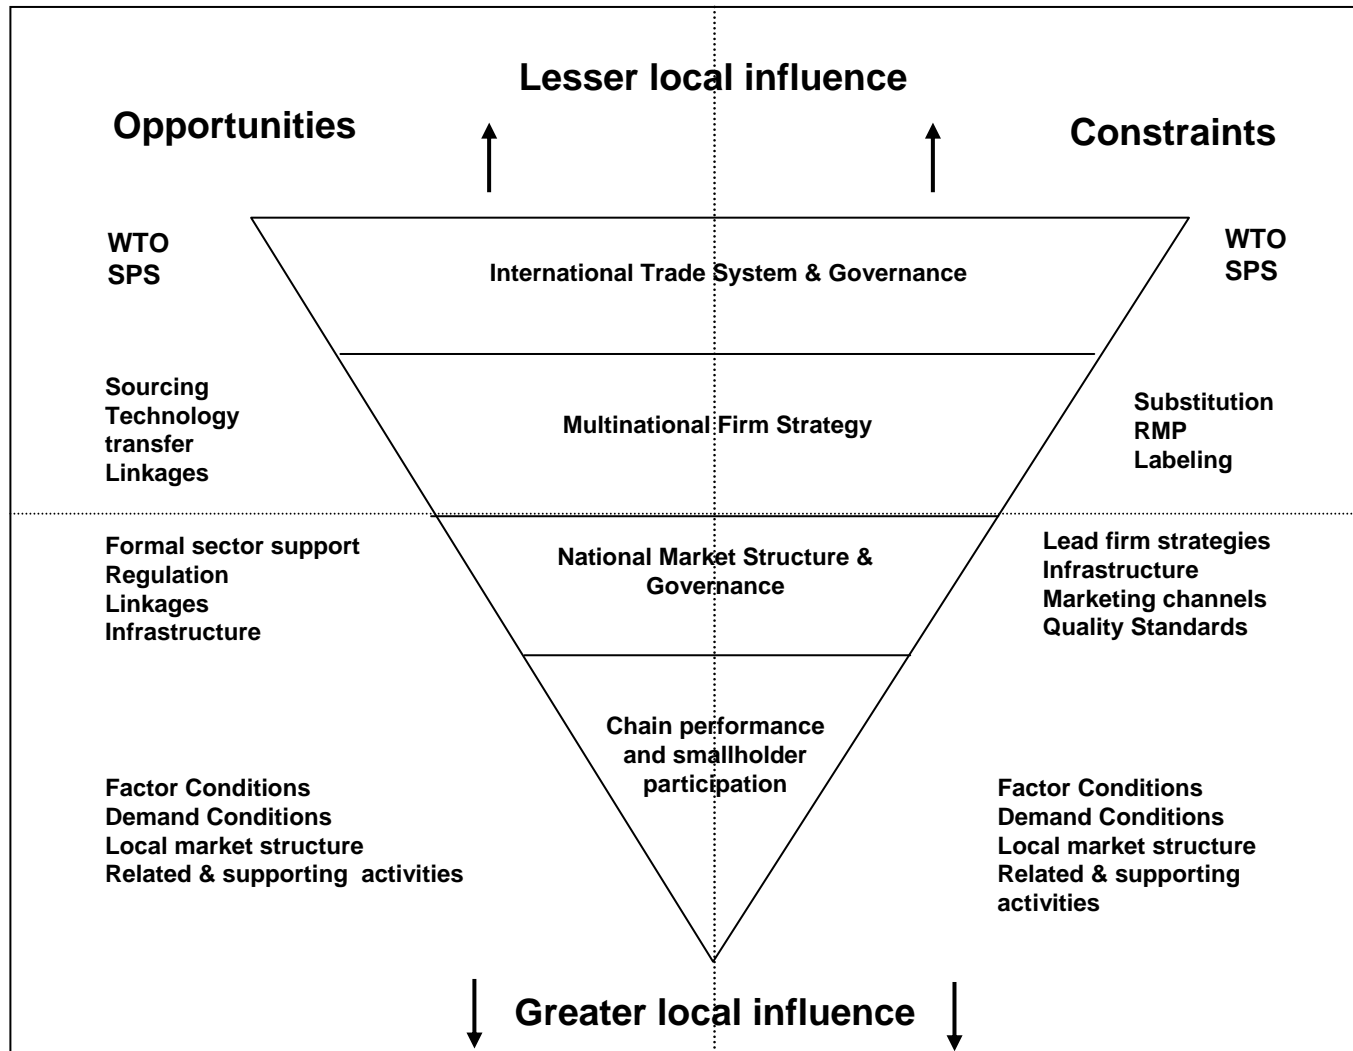 Lesser local influence
Opportunities
Constraints
WTO
SPS
International Trade System & Governance
WTO
SPS
Sourcing
Technology
transfer
Linkages
Multinational Firm Strategy
Substitution
RMP
Labeling
Formal sector support
Regulation
Linkages
Infrastructure
National Market Structure &
Governance
Lead firm strategies
Infrastructure
Marketing channels
Quality Standards
Chain performance
and smallholder
participation
Factor Conditions
Demand Conditions
Local market structure
Related & supporting activities
Factor Conditions
Demand Conditions
Local market structure
Related & supporting
activities
Greater local influence